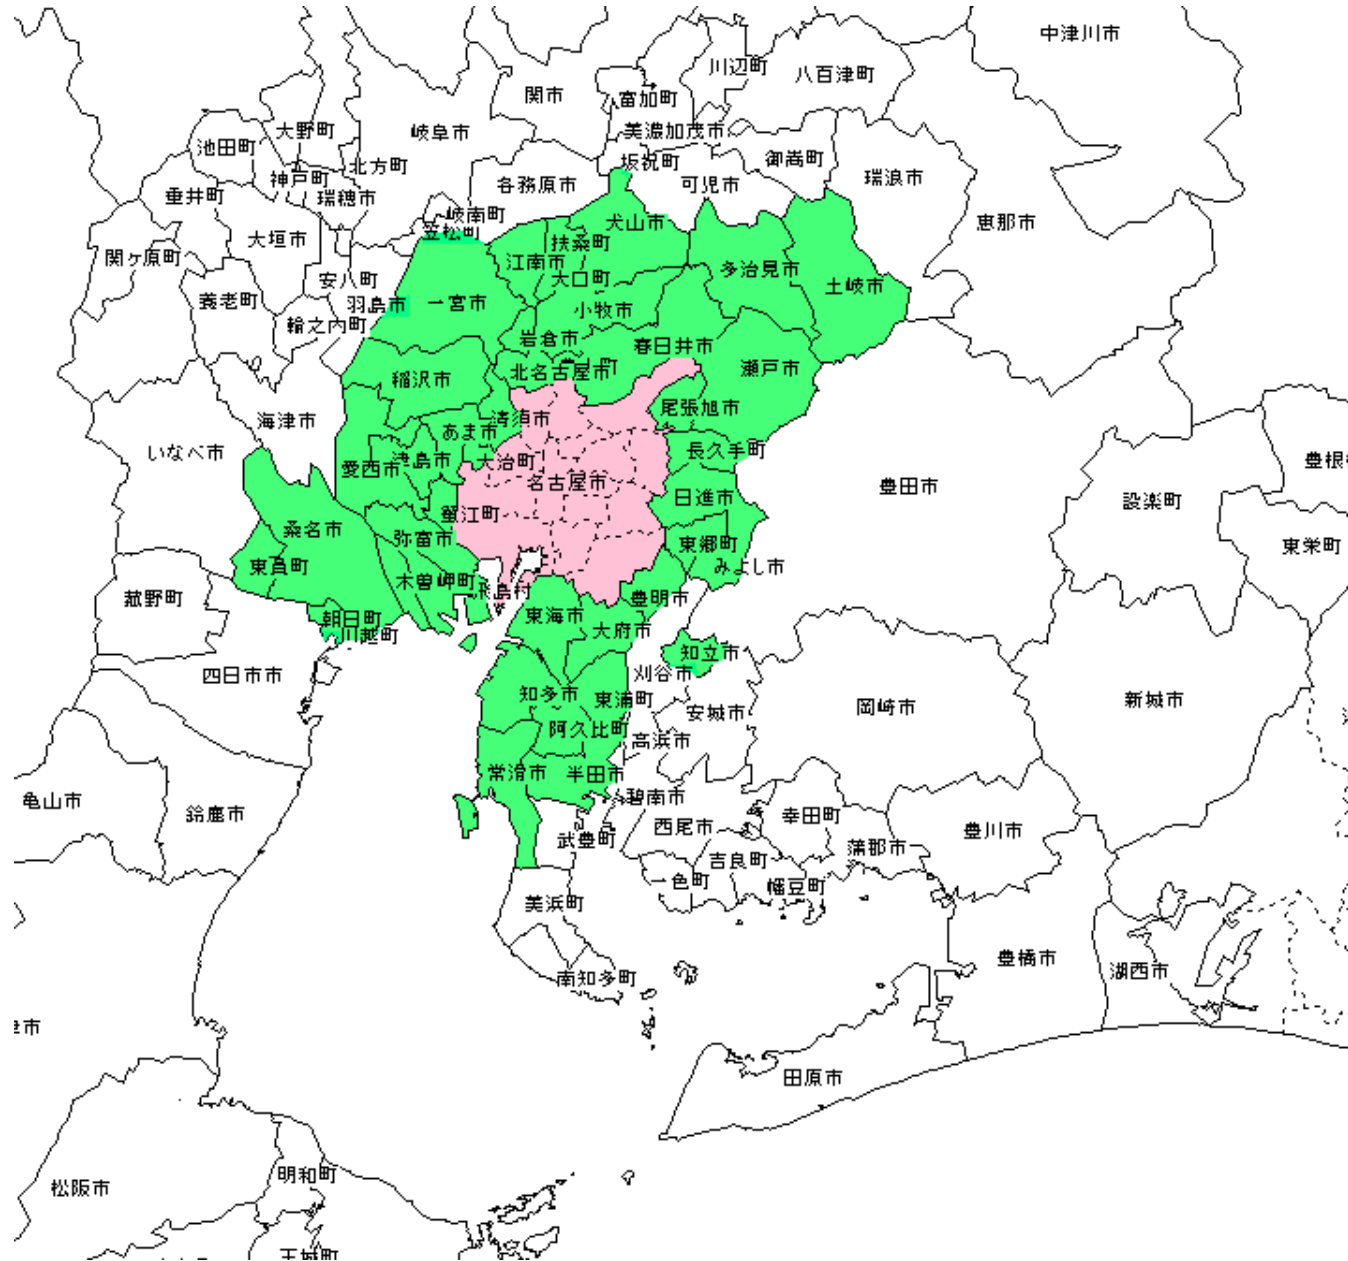 中津川市
川辺町
八百津町
関市
富加町
大野町
岐阜市
美濃加茂市
池田町
御嵩町
坂祝町
北方町
神戸町
各務原市
可児市
瑞浪市
垂井町
瑞穂市
岐南町
恵那市
犬山市
笠松町
大垣市
扶桑町
関ヶ原町
江南市
多治見市
安八町
大口町
土岐市
養老町
羽島市
一宮市
小牧市
輪之内町
岩倉市
春日井市
北名古屋市
瀬戸市
稲沢市
尾張旭市
海津市
清須市
あま市
いなべ市
長久手町
豊根
津島市
大治町
愛西市
名古屋市
豊田市
日進市
設楽町
蟹江町
桑名市
弥富市
東郷町
東栄町
東員町
みよし市
木曽岬町
飛島村
菰野町
豊明市
東海市
朝日町
大府市
川越町
知立市
四日市市
刈谷市
知多市
東浦町
新城市
岡崎市
安城市
阿久比町
高浜市
常滑市
半田市
碧南市
亀山市
鈴鹿市
幸田町
西尾市
豊川市
武豊町
蒲郡市
吉良町
一色町
幡豆町
美浜町
豊橋市
湖西市
南知多町
市
田原市
明和町
松阪市
玉城町